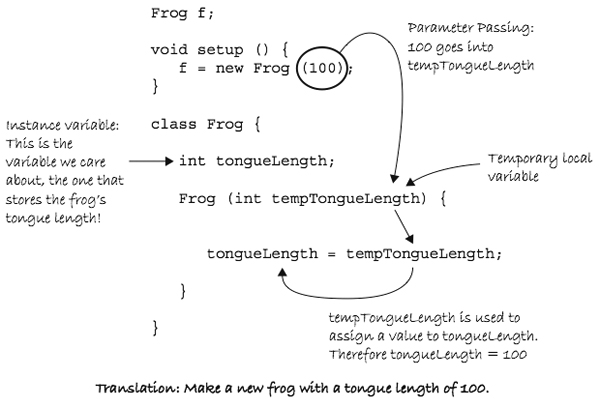 Frog f;
void setup () {
f = new Frog (100);
}
Parameter Passing:
100 goes into
tempTongueLength
class Frog {
Instance variable:
This is the
variable we care
about, the one that
stores the frog's
tongue length!
int tongueLength;
Temporary local
variable
Frog (int tempTongueLength) {
tongueLength = tempTongueLength;
}
}
tempTongueLength is used to
assign a value to tongueLength.
Therefore tongueLength = 100
Translation: Make a new frog with a tongue length of 100.